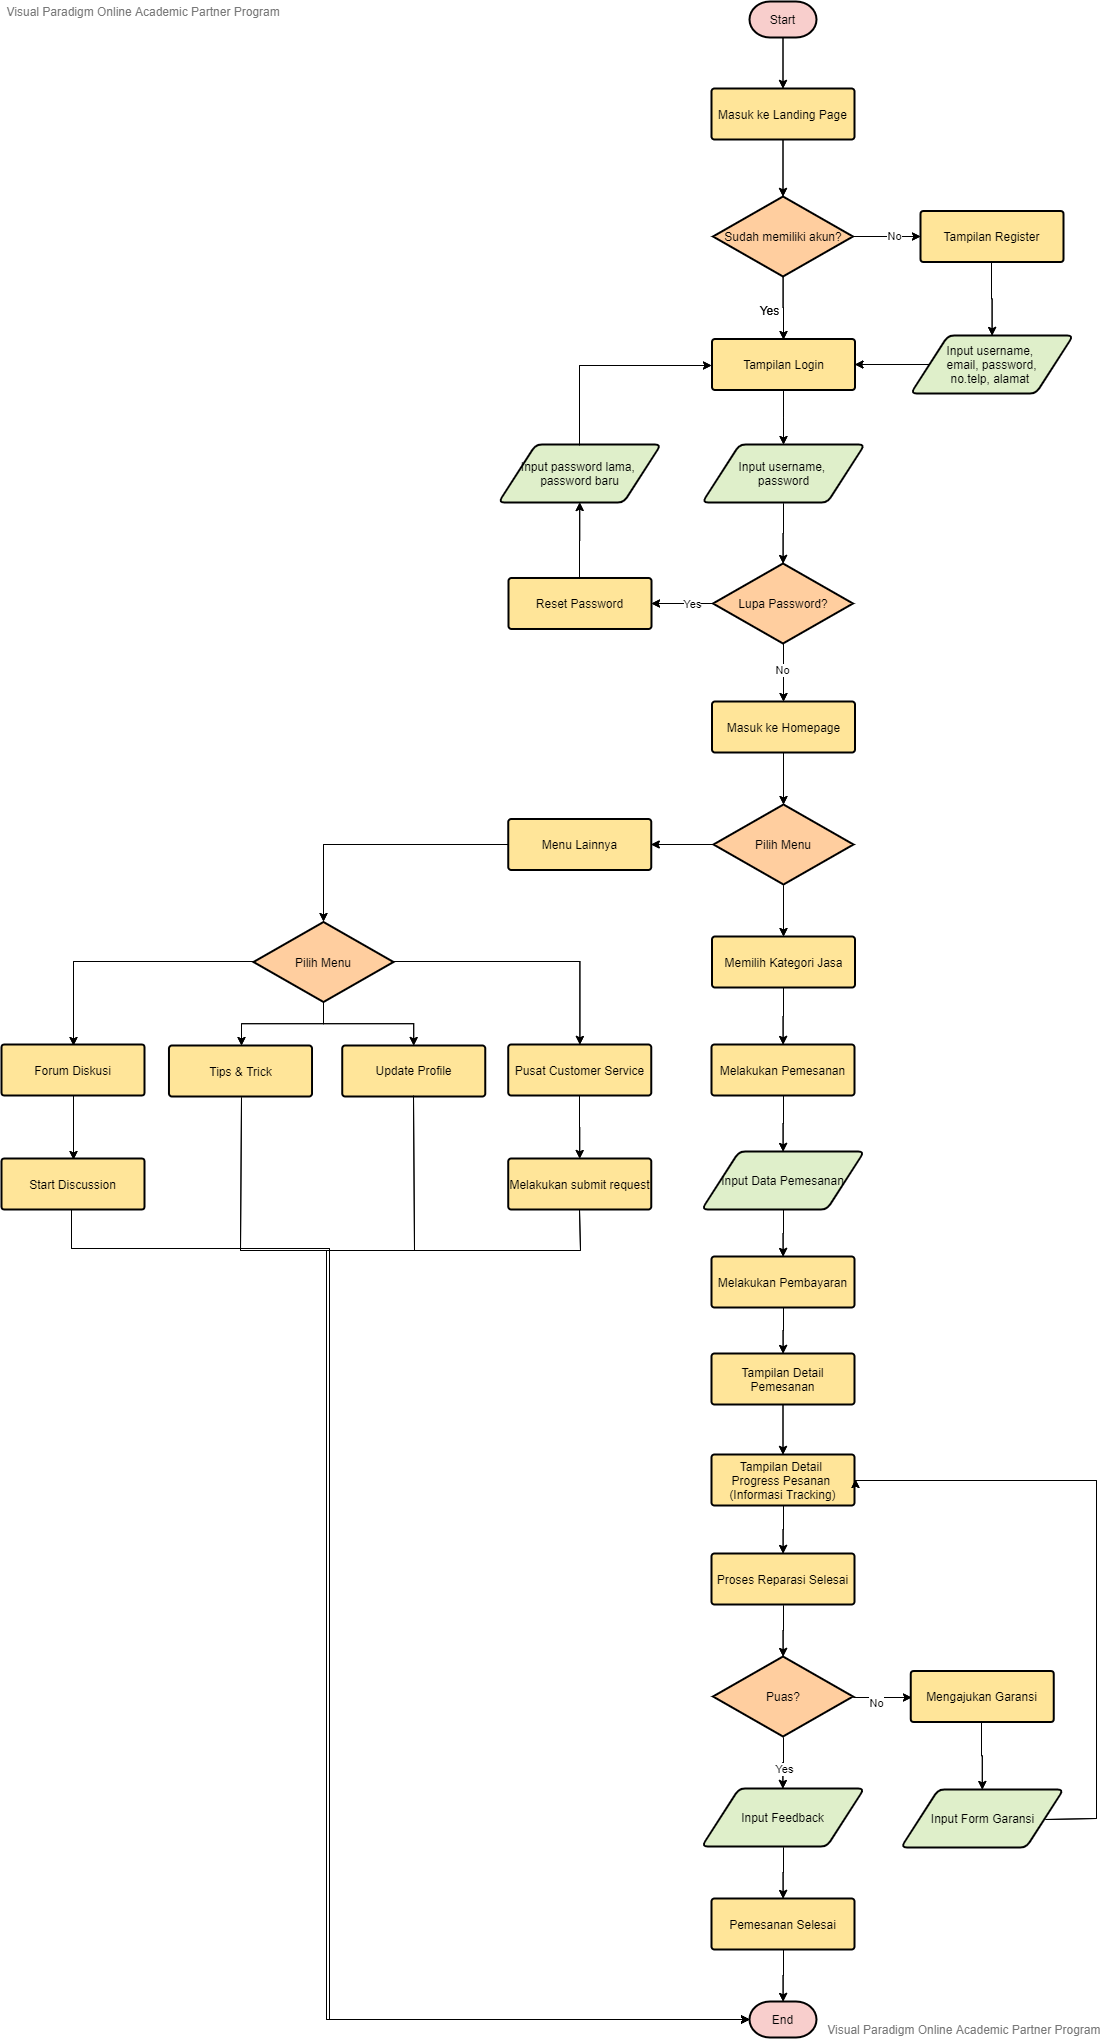 Visual Paradigm Online Academic Partner Program
Start
Masuk ke Landing Page
Sudah memiliki akun?
No
Tampilan Register
Yes
Input username,
email, password,
no.telp, alamat
Tampilan Login
Input password lama,
password baru
Input username,
password
Reset Password
Yes
Lupa Password?
No
Masuk ke Homepage
Menu Lainnya
Pilih Menu
Pilih Menu
Memilih Kategori Jasa
Forum Diskusi
Tips & Trick
Update Profile
Pusat Customer Service
Melakukan Pemesanan
Start Discussion
Melakukan submit request
Input Data Pemesanan
Melakukan Pembayaran
Tampilan Detail
Pemesanan
Tampilan Detail
Progress Pesanan
(Informasi Tracking)
Proses Reparasi Selesai
Puas?
No
Mengajukan Garansi
Yes
Input Feedback
Input Form Garansi
Pemesanan Selesai
End
Visual Paradigm Online Academic Partner Program